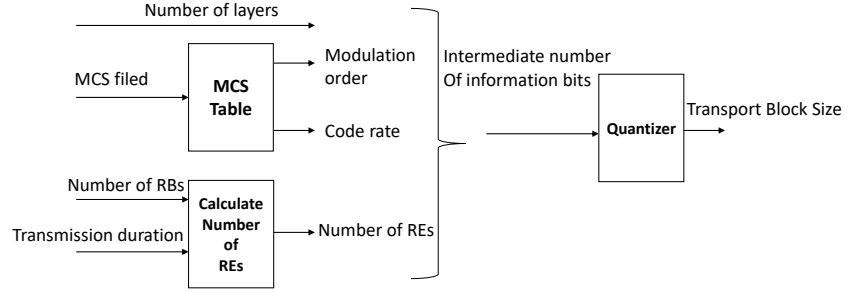 Number of layers
MCS filed
MCS
Table
Modulation
order
Code rate
Number of RBs
Transmission duration
Calculate
Number
of
REs
Number of REs
Intermediate number
Of information bits
Quantizer
Transport Block Size